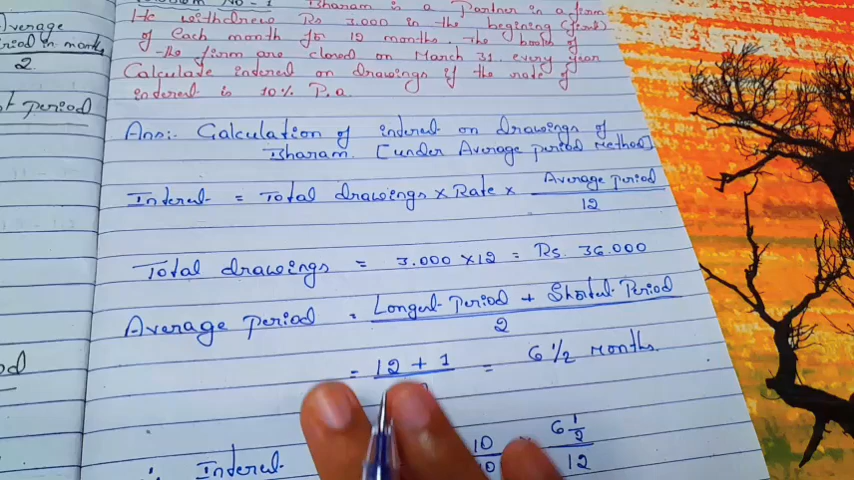 No - 1 Bharam is a Partner in a firm
Average
He withdrew Rs 3.000 in the begining (first)
period in months
of each month for 12 months. The books of
2
the firm are closed on March 31. every year
Calculate interest on drawings if the rate of
interest is 10% P.a.
of period
Ans:- Calculation of interest on drawings of
Bharam. [under Average period Method]
Interest = Total drawings × Rate × Average period
12
Total drawings = 3.000 × 12 = Rs. 36.000
Average period = Longest Period + Shortest Period
2
= 12 + 1 = 6 1/2 Months.
∴ Interest 10 6 1/2
12